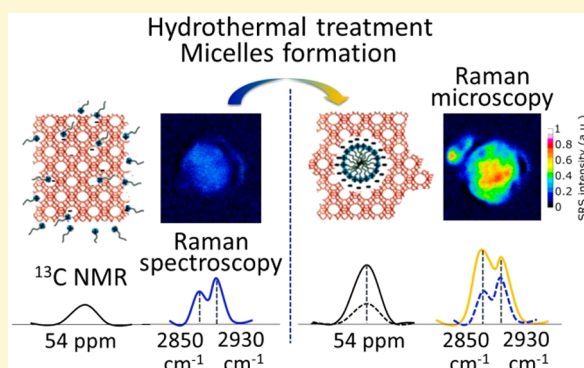 Hydrothermal treatment
Micelles formation
Raman
microscopy
1
0.8
0.6
0.4
0.2
0
SRS intensity (a.u.)
Raman
spectroscopy
¹³C NMR
54 ppm
2850
cm⁻¹
2930
cm⁻¹
54 ppm
2850
cm⁻¹
2930
cm⁻¹